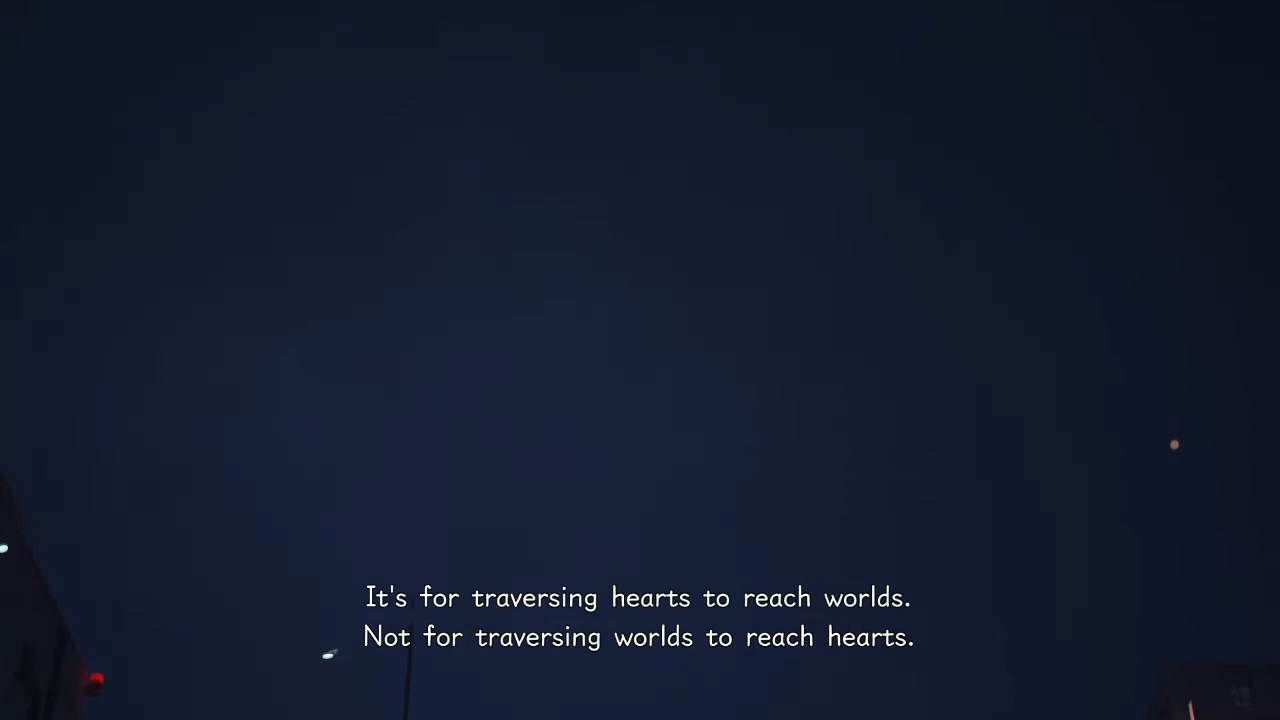 It's for traversing hearts to reach worlds.
Not for traversing worlds to reach hearts.